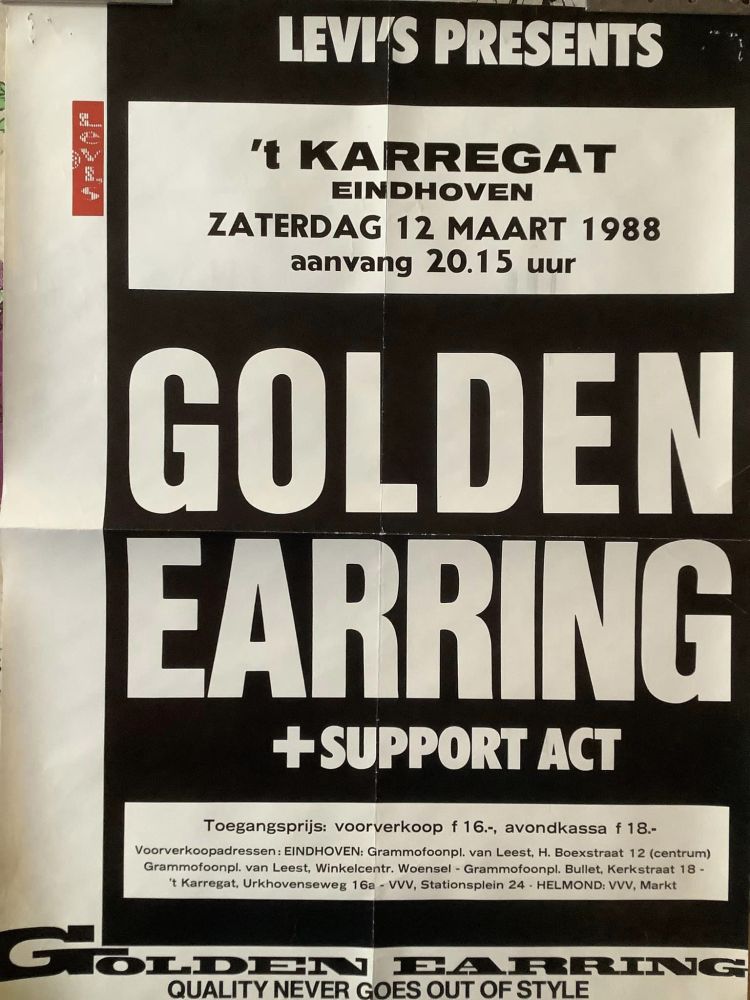 LEVI'S PRESENTS
't KARREGAT
EINDHOVEN
ZATERDAG 12 MAART 1988
aanvang 20.15 uur
GOLDEN
EARRING
+SUPPORT ACT
Toegangsprijs: voorverkoop f 16.-, avondkassa f 18.-
Voorverkoopadressen: EINDHOVEN: Grammofoonpl. van Leest, H. Boexstraat 12 (centrum)
Grammofoonpl. van Leest, Winkelcentr. Woensel - Grammofoonpl. Bullet, Kerkstraat 18 -
't Karregat, Urkhovenseweg 16a - VVV, Stationsplein 24 - HELMOND: VVV, Markt
GOLDEN EARRING
QUALITY NEVER GOES OUT OF STYLE